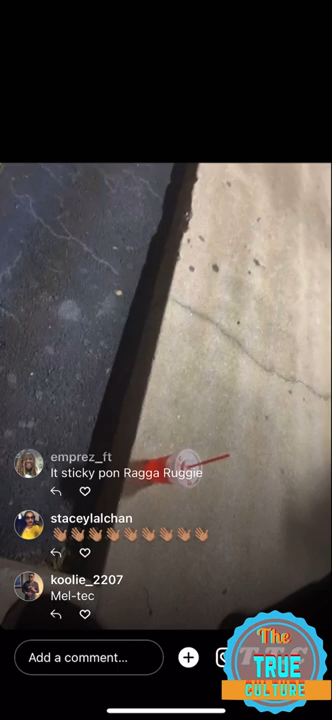 emprez_ft
It sticky pon Ragga Ruggie
staceylalchan
👋🏽👋🏽👋🏽👋🏽👋🏽👋🏽👋🏽👋🏽👋🏽
koolie_2207
Mel-tec
Add a comment...
The
TRUE
CULTURE